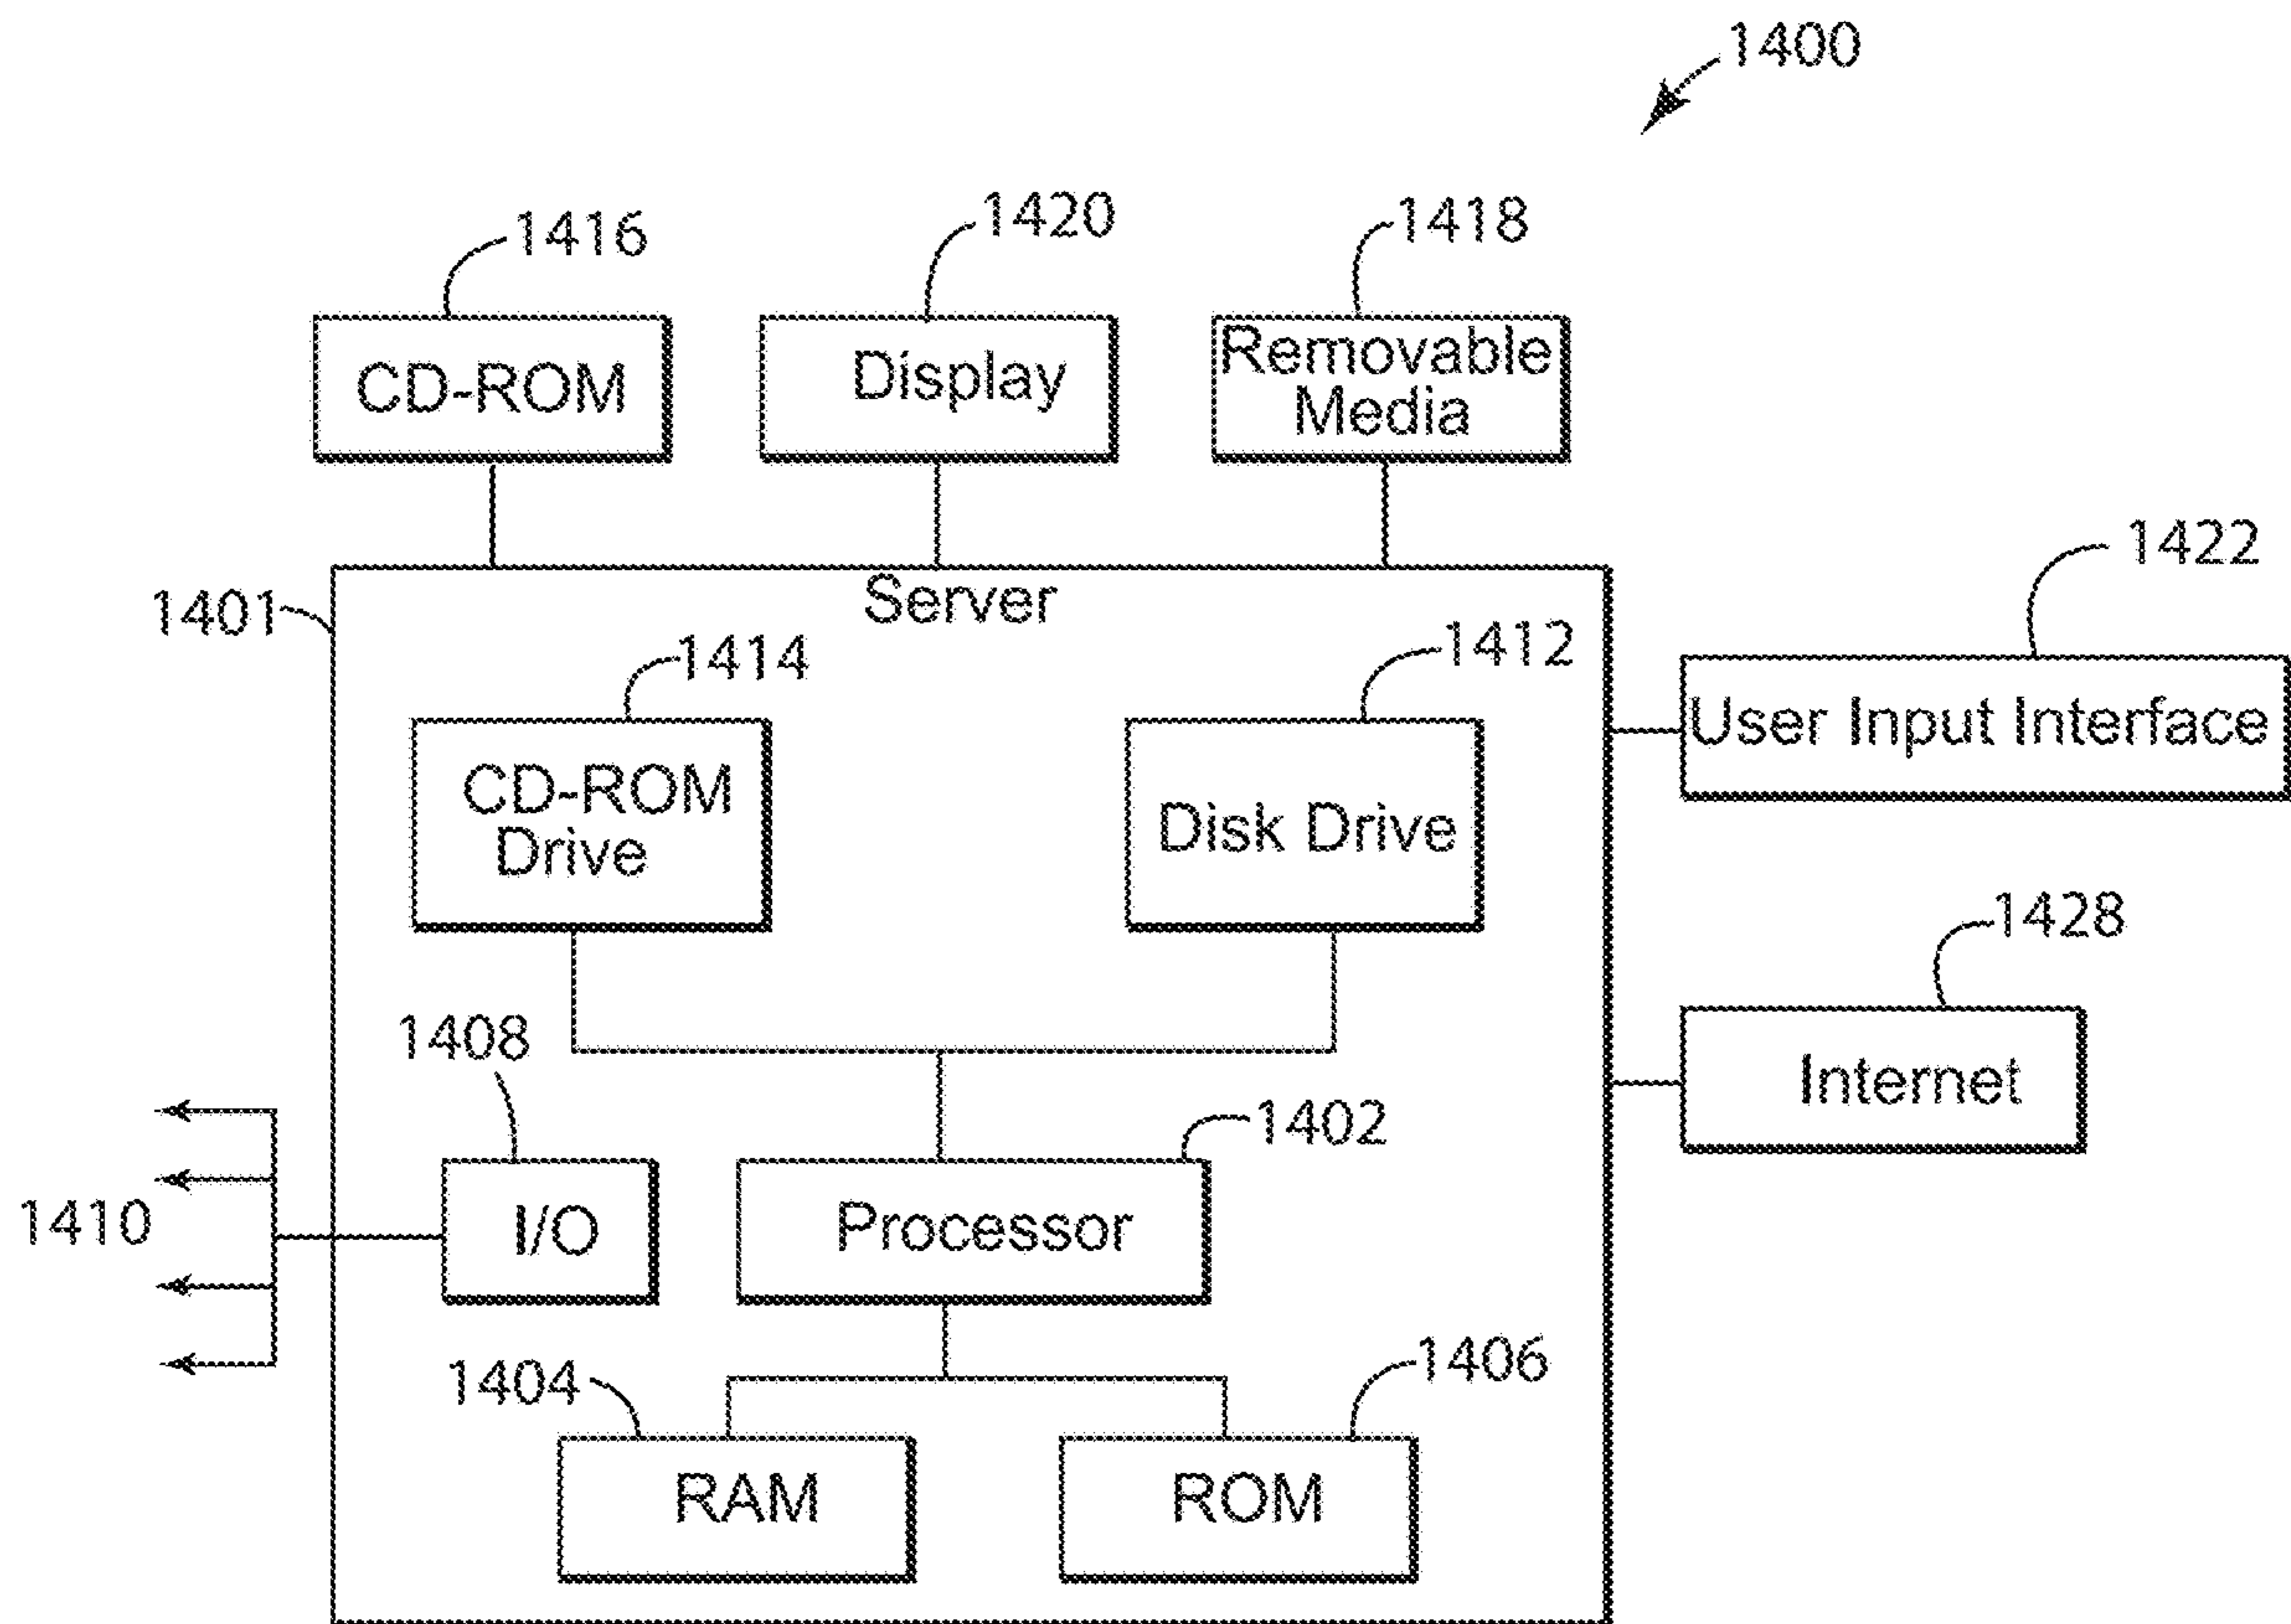 1400
1416
1420
1418
CD-ROM
Display
Removable
Media
1422
1401
Server
1414
1412
User Input Interface
CD-ROM
Drive
Disk Drive
1428
1408
Internet
1402
1410
I/O
Processor
1404
1406
RAM
ROM